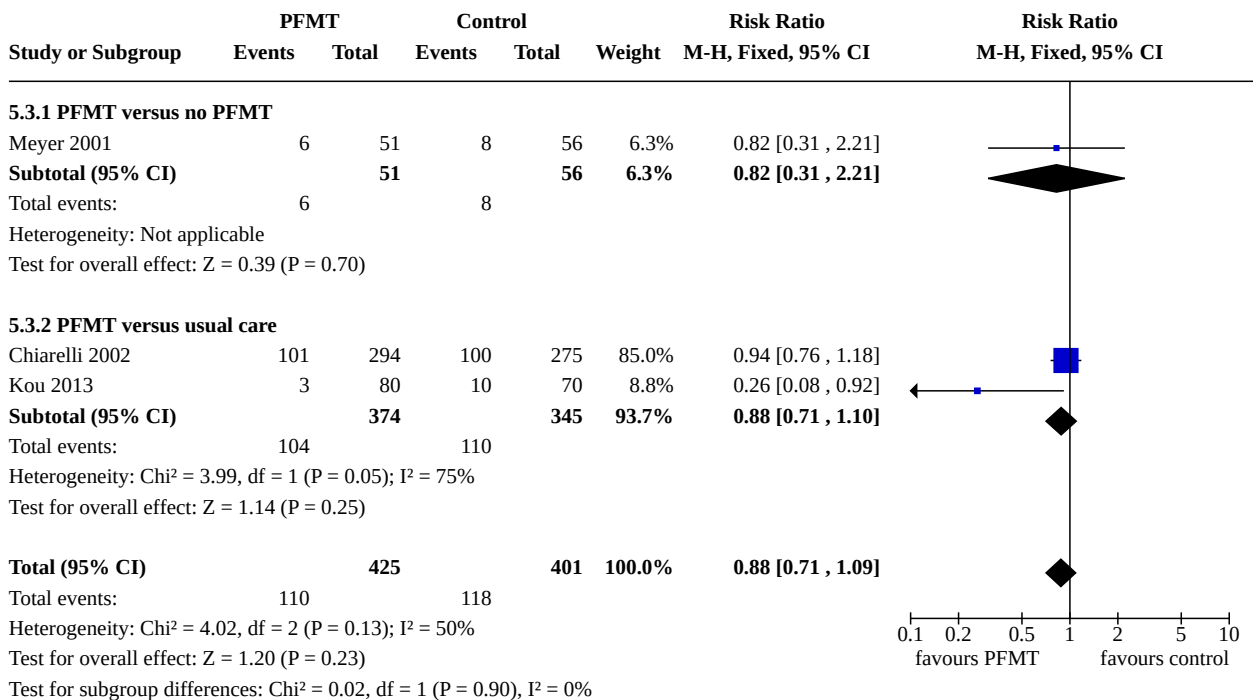 PFMT Control Risk Ratio Risk Ratio
Study or Subgroup Events Total Events Total Weight M-H, Fixed, 95% CI M-H, Fixed, 95% CI
5.3.1 PFMT versus no PFMT
Meyer 2001 6 51 8 56 6.3% 0.82 [0.31 , 2.21]
Subtotal (95% CI) 51 56 6.3% 0.82 [0.31 , 2.21]
Total events: 6 8
Heterogeneity: Not applicable
Test for overall effect: Z = 0.39 (P = 0.70)
5.3.2 PFMT versus usual care
Chiarelli 2002 101 294 100 275 85.0% 0.94 [0.76 , 1.18]
Kou 2013 3 80 10 70 8.8% 0.26 [0.08 , 0.92]
Subtotal (95% CI) 374 345 93.7% 0.88 [0.71 , 1.10]
Total events: 104 110
Heterogeneity: Chi² = 3.99, df = 1 (P = 0.05); I² = 75%
Test for overall effect: Z = 1.14 (P = 0.25)
Total (95% CI) 425 401 100.0% 0.88 [0.71 , 1.09]
Total events: 110 118
Heterogeneity: Chi² = 4.02, df = 2 (P = 0.13); I² = 50%
Test for overall effect: Z = 1.20 (P = 0.23)
Test for subgroup differences: Chi² = 0.02, df = 1 (P = 0.90), I² = 0%
0.1 0.2 0.5 1 2 5 10
favours PFMT favours control